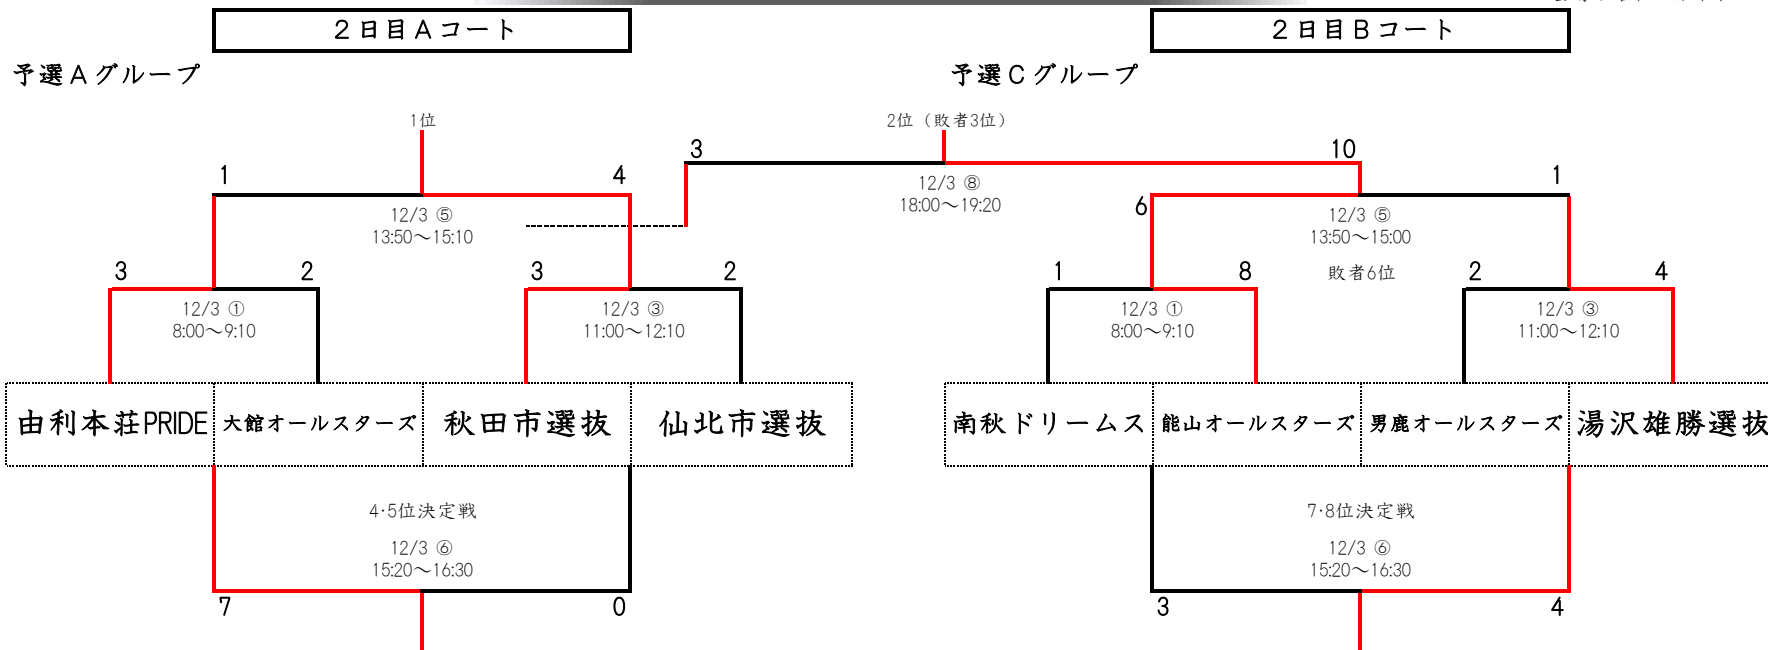 2日目Aコート
2日目Bコート
予選Aグループ
予選Cグループ
1位
2位（敗者3位）
3
10
1
4
12/3 ⑧
18:00～19:20
6
1
12/3 ⑤
13:50～15:10
12/3 ⑤
13:50～15:00
敗者6位
3
2
3
2
1
8
2
4
12/3 ①
8:00～9:10
12/3 ③
11:00～12:10
12/3 ①
8:00～9:10
12/3 ③
11:00～12:10
由利本荘PRIDE
大館オールスターズ
秋田市選抜
仙北市選抜
南秋ドリームス
能山オールスターズ
男鹿オールスターズ
湯沢雄勝選抜
4･5位決定戦
12/3 ⑥
15:20～16:30
7･8位決定戦
12/3 ⑥
15:20～16:30
7
0
3
4